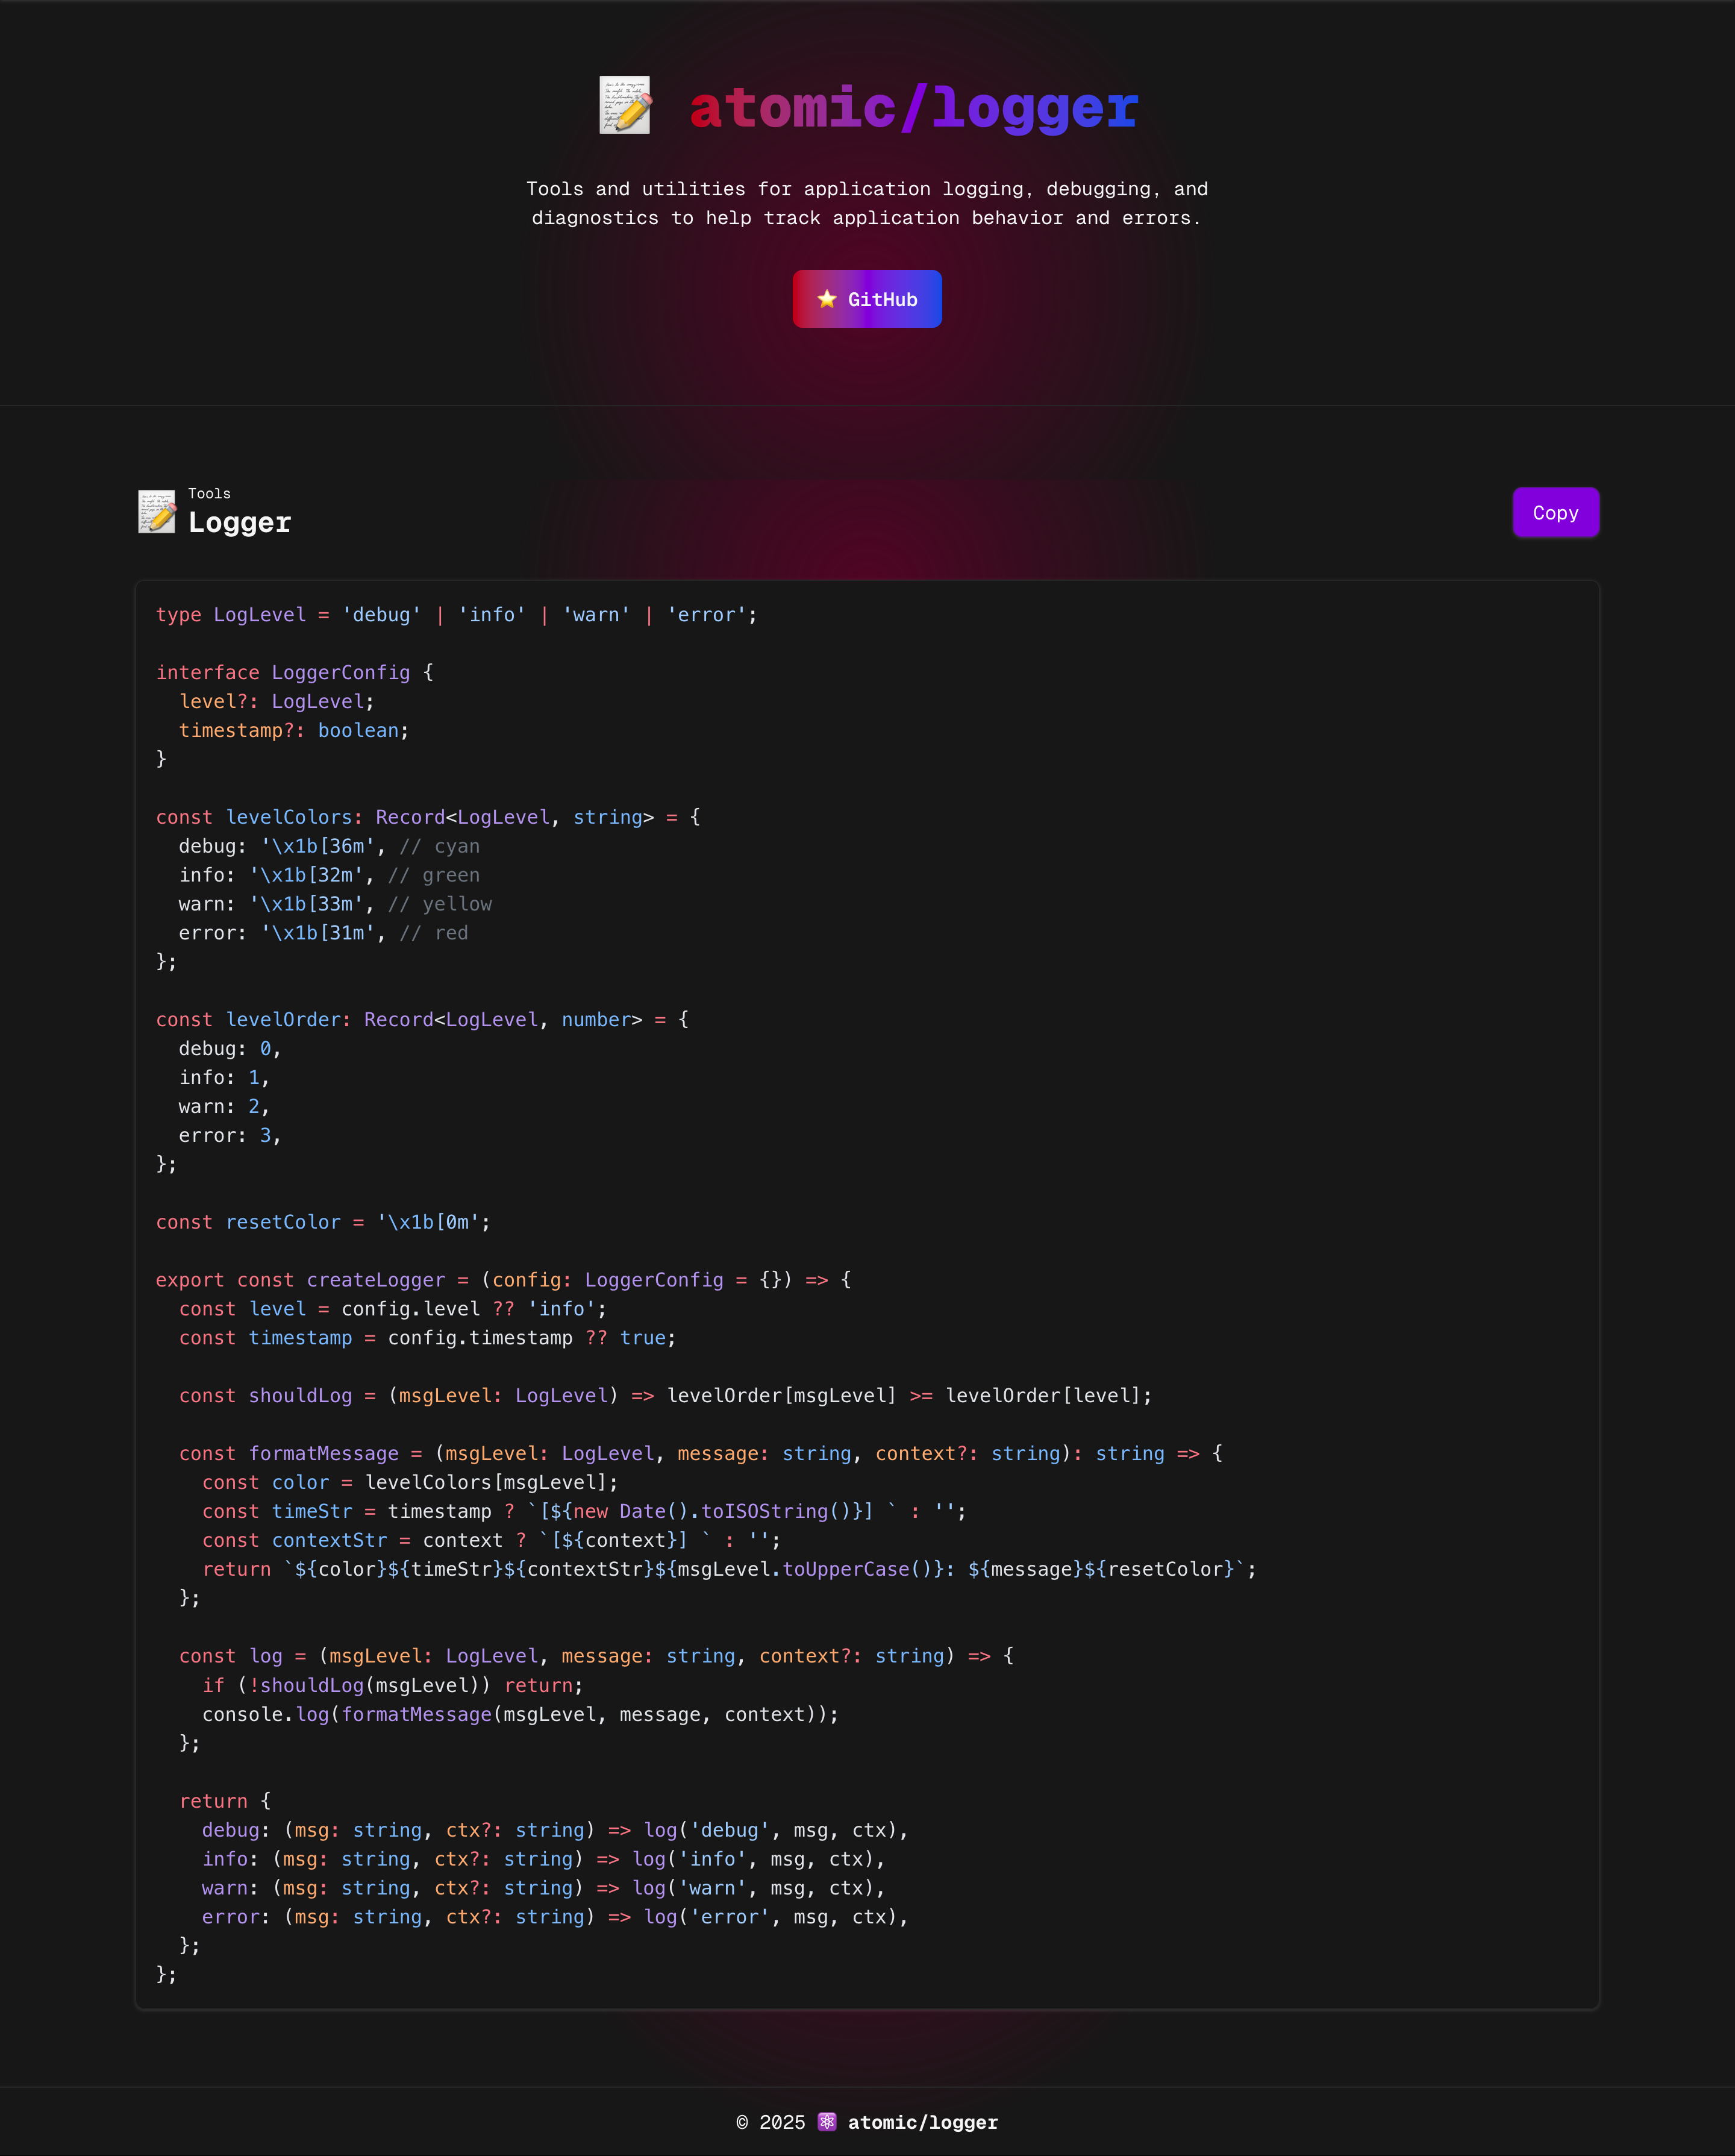 atomic/logger
Tools and utilities for application logging, debugging, and
diagnostics to help track application behavior and errors.
⭐ GitHub
Tools
Logger
Copy
type LogLevel = 'debug' | 'info' | 'warn' | 'error';
interface LoggerConfig {
  level?: LogLevel;
  timestamp?: boolean;
}
const levelColors: Record<LogLevel, string> = {
  debug: '\x1b[36m', // cyan
  info: '\x1b[32m', // green
  warn: '\x1b[33m', // yellow
  error: '\x1b[31m', // red
};
const levelOrder: Record<LogLevel, number> = {
  debug: 0,
  info: 1,
  warn: 2,
  error: 3,
};
const resetColor = '\x1b[0m';
export const createLogger = (config: LoggerConfig = {}) => {
  const level = config.level ?? 'info';
  const timestamp = config.timestamp ?? true;
  const shouldLog = (msgLevel: LogLevel) => levelOrder[msgLevel] >= levelOrder[level];
  const formatMessage = (msgLevel: LogLevel, message: string, context?: string): string => {
    const color = levelColors[msgLevel];
    const timeStr = timestamp ? `[${new Date().toISOString()}] ` : '';
    const contextStr = context ? `[${context}] ` : '';
    return `${color}${timeStr}${contextStr}${msgLevel.toUpperCase()}: ${message}${resetColor}`;
  };
  const log = (msgLevel: LogLevel, message: string, context?: string) => {
    if (!shouldLog(msgLevel)) return;
    console.log(formatMessage(msgLevel, message, context));
  };
  return {
    debug: (msg: string, ctx?: string) => log('debug', msg, ctx),
    info: (msg: string, ctx?: string) => log('info', msg, ctx),
    warn: (msg: string, ctx?: string) => log('warn', msg, ctx),
    error: (msg: string, ctx?: string) => log('error', msg, ctx),
  };
};
© 2025 ⚛️ atomic/logger